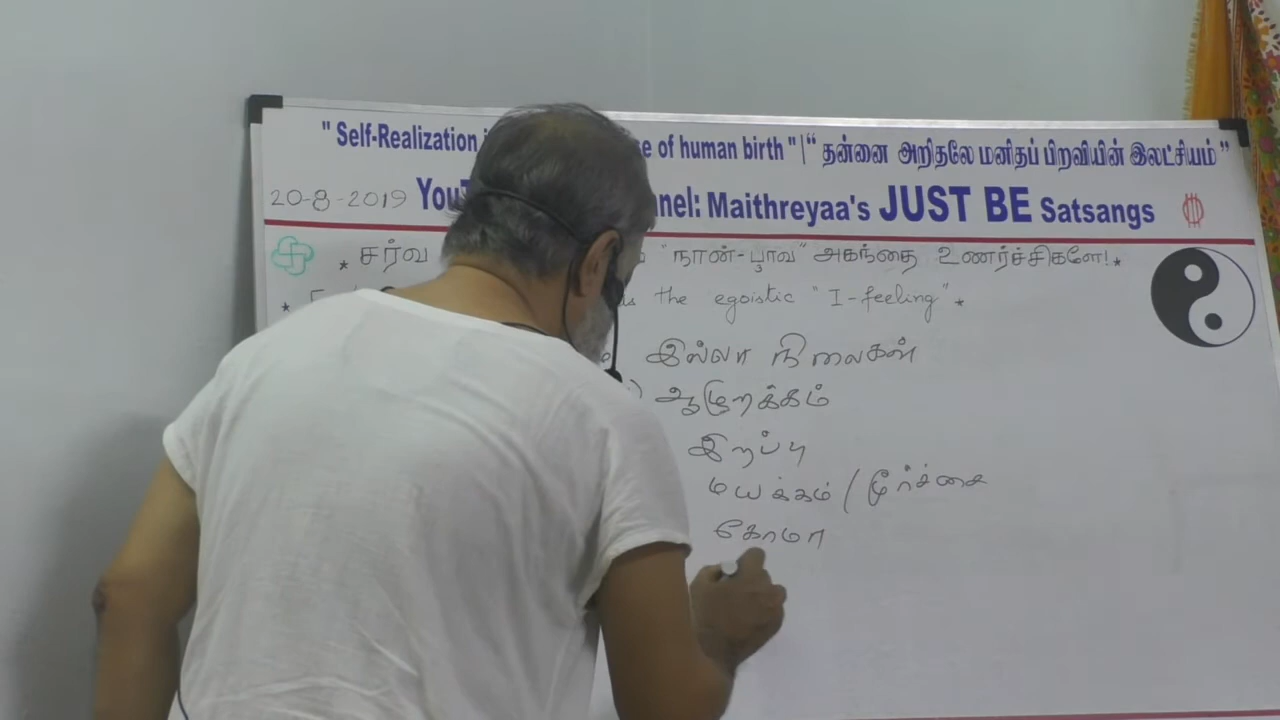 " Self-Realization i se of human birth " | “ தன்னை அறிதலே மனிதப் பிறவியின் இலட்சியம் ”
20-8-2019 You nnel: Maithreyaa's JUST BE Satsangs
★ சர்வ "நான்-பாவ" அகந்தை உணர்ச்சிகளே! ★
★ the egoistic "I-feeling" ★
இல்லா நிலைகள்
) ஆழுறக்கம்
இறப்பு
மயக்கம் / மூர்ச்சை
கோமா